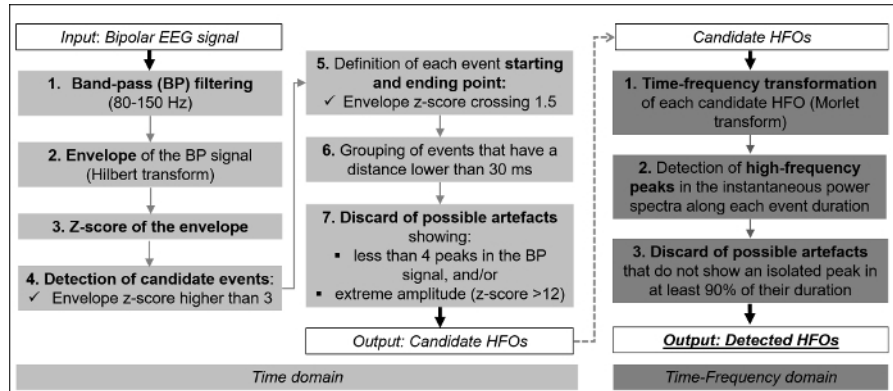 Input: Bipolar EEG signal
1. Band-pass (BP) filtering
(80-150 Hz)
2. Envelope of the BP signal
(Hilbert transform)
3. Z-score of the envelope
4. Detection of candidate events:
✓ Envelope z-score higher than 3
5. Definition of each event starting
and ending point:
✓ Envelope z-score crossing 1.5
6. Grouping of events that have a
distance lower than 30 ms
7. Discard of possible artefacts
showing:
▪ less than 4 peaks in the BP
signal, and/or
▪ extreme amplitude (z-score >12)
Output: Candidate HFOs
Time domain
Candidate HFOs
1. Time-frequency transformation
of each candidate HFO (Morlet
transform)
2. Detection of high-frequency
peaks in the instantaneous power
spectra along each event duration
3. Discard of possible artefacts
that do not show an isolated peak in
at least 90% of their duration
Output: Detected HFOs
Time-Frequency domain